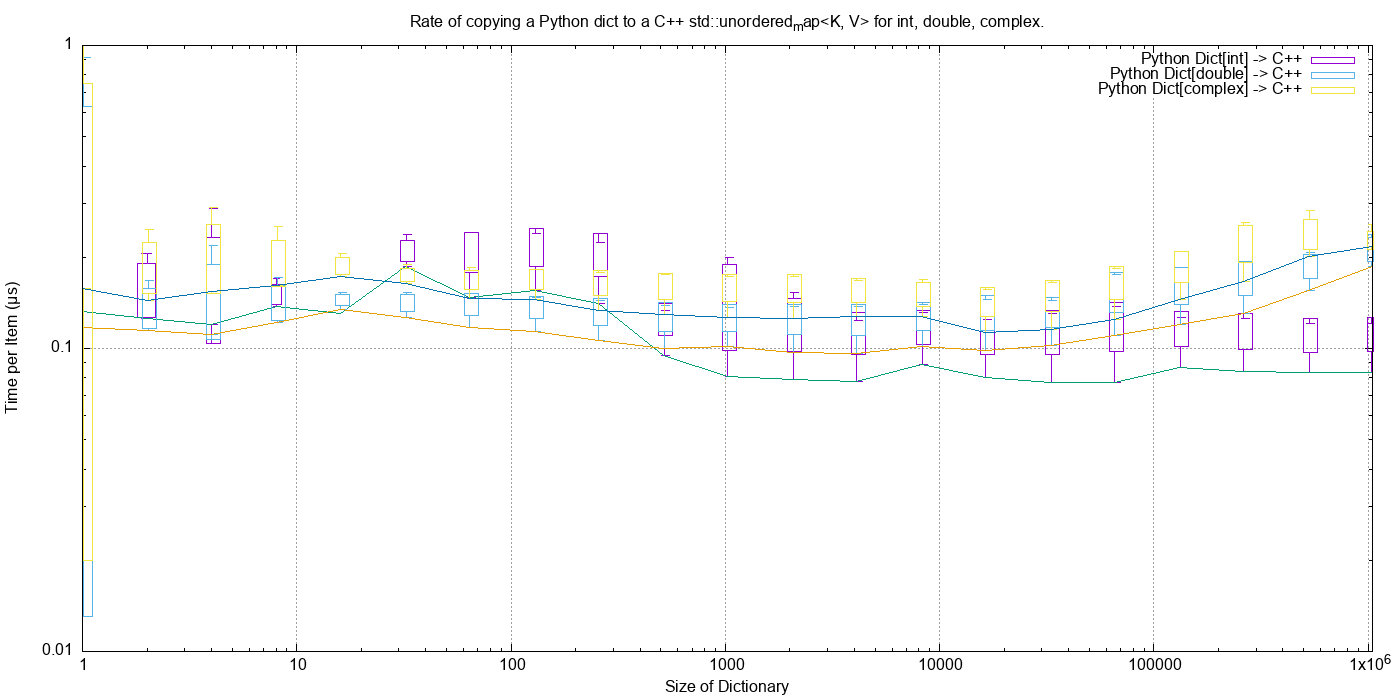 Rate of copying a Python dict to a C++ std::unordered_map<K, V> for int, double, complex.
1
Python Dict[int] -> C++
Python Dict[double] -> C++
Python Dict[complex] -> C++
Time per Item (µs)
0.1
0.01
1 10 100 1000 10000 100000 1x10^6
Size of Dictionary